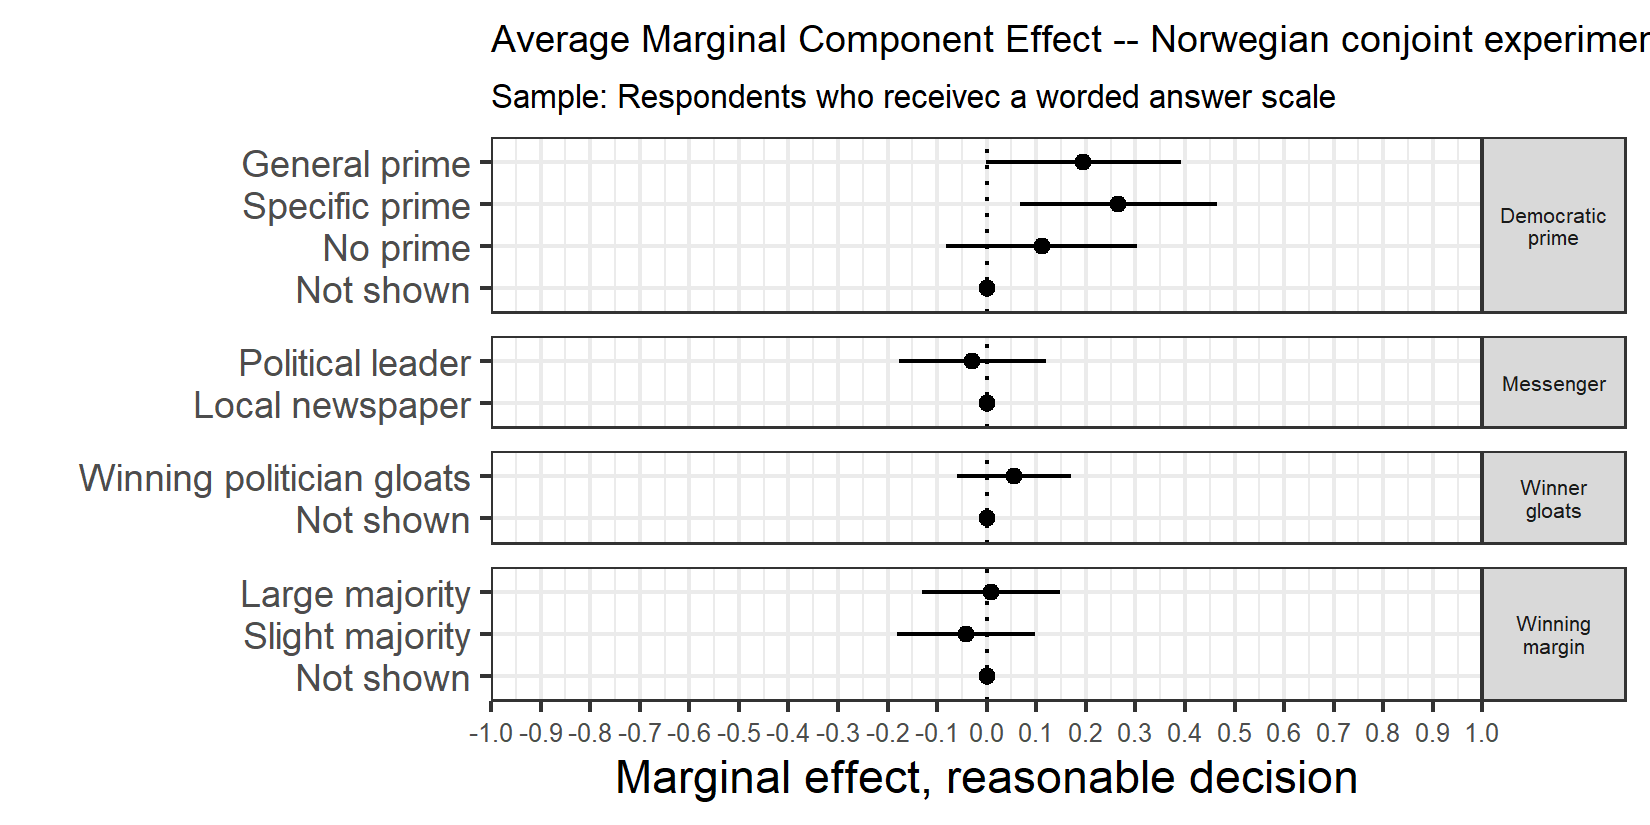 Average Marginal Component Effect -- Norwegian conjoint experimen
Sample: Respondents who receivec a worded answer scale
General prime
Specific prime
No prime
Not shown
Democratic
prime
Political leader
Local newspaper
Messenger
Winning politician gloats
Not shown
Winner
gloats
Large majority
Slight majority
Not shown
Winning
margin
-1.0 -0.9 -0.8 -0.7 -0.6 -0.5 -0.4 -0.3 -0.2 -0.1 0.0 0.1 0.2 0.3 0.4 0.5 0.6 0.7 0.8 0.9 1.0
Marginal effect, reasonable decision